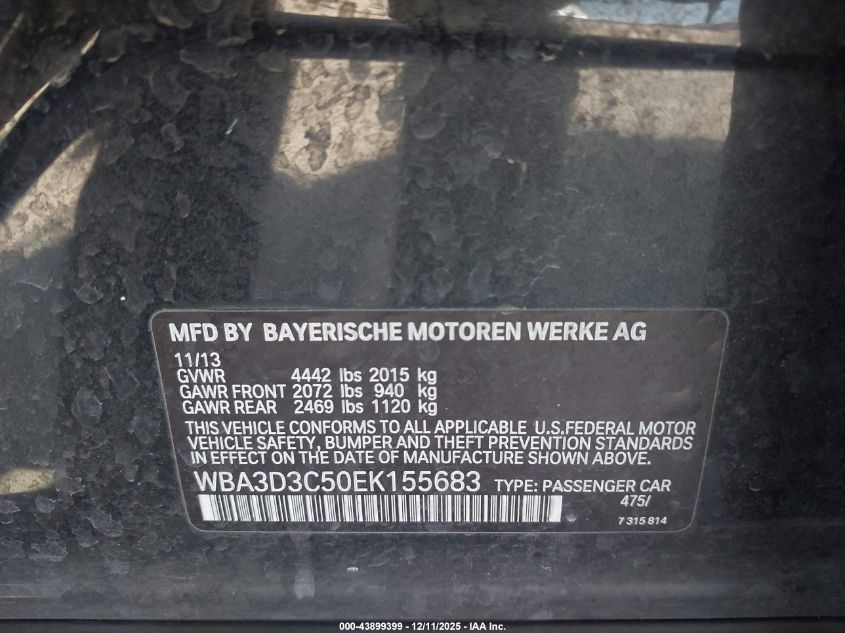 MFD BY BAYERISCHE MOTOREN WERKE AG
11/13
GVWR 4442 lbs 2015 kg
GAWR FRONT 2072 lbs 940 kg
GAWR REAR 2469 lbs 1120 kg
THIS VEHICLE CONFORMS TO ALL APPLICABLE U.S.FEDERAL MOTOR
VEHICLE SAFETY, BUMPER AND THEFT PREVENTION STANDARDS
IN EFFECT ON THE DATE OF MANUFACTURE SHOWN ABOVE.
WBA3D3C50EK155683 TYPE: PASSENGER CAR
475/
7 315 814
000-43899399 - 12/11/2025 - IAA Inc.